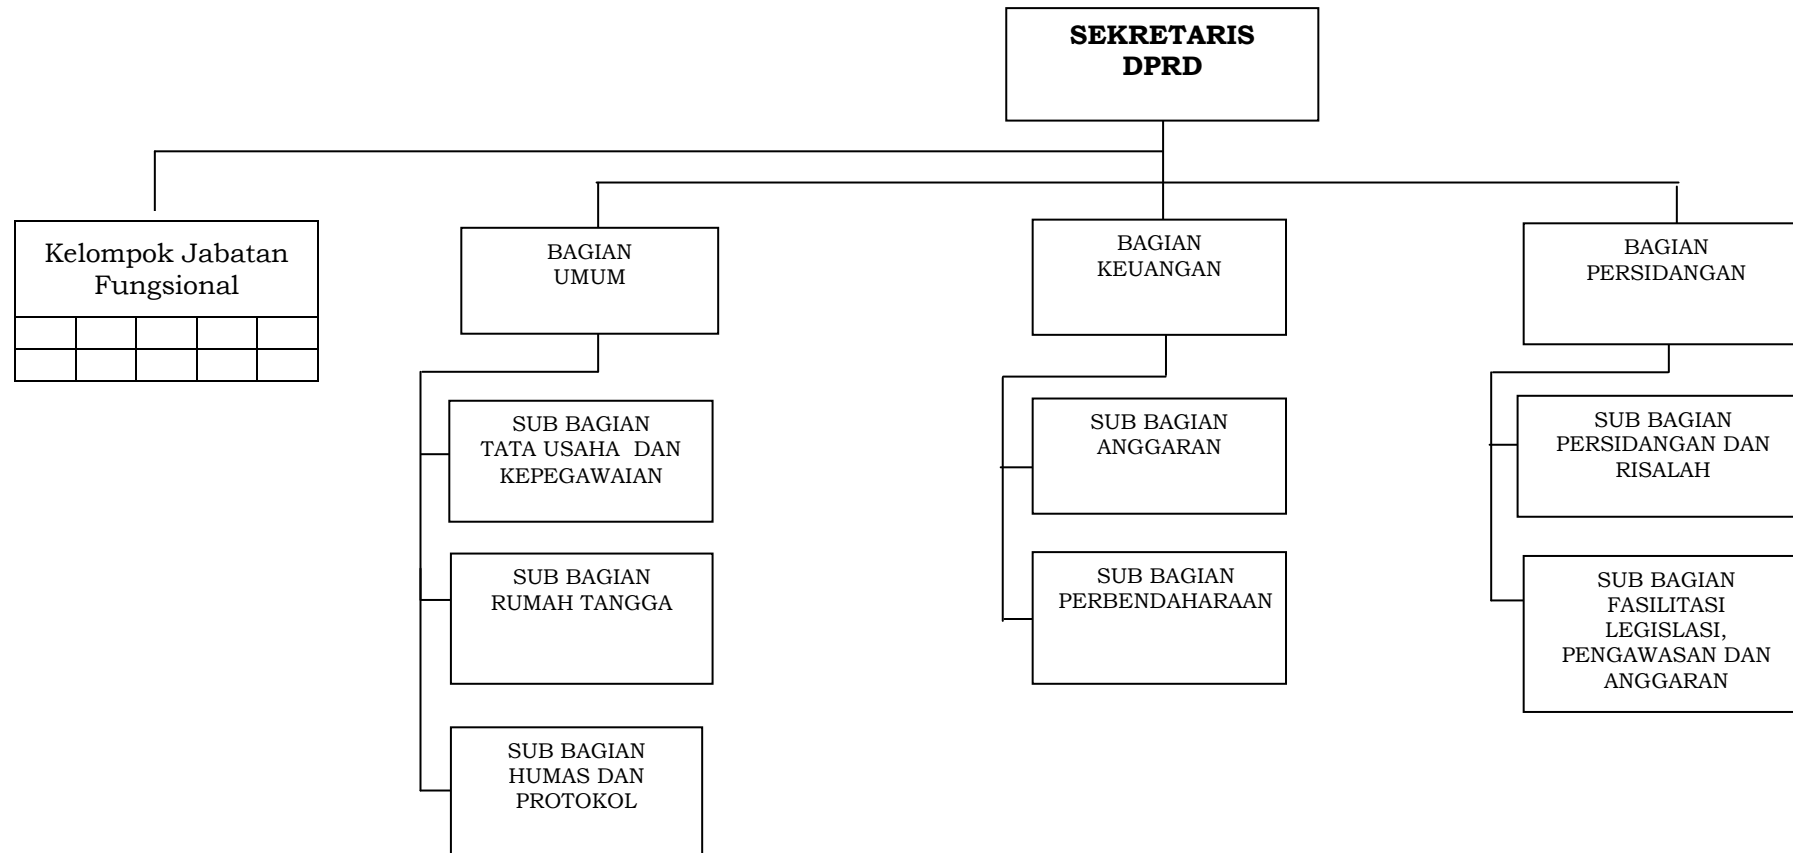 SEKRETARIS
DPRD
Kelompok Jabatan
Fungsional
BAGIAN
UMUM
BAGIAN
KEUANGAN
BAGIAN
PERSIDANGAN
SUB BAGIAN
TATA USAHA DAN
KEPEGAWAIAN
SUB BAGIAN
ANGGARAN
SUB BAGIAN
PERSIDANGAN DAN
RISALAH
SUB BAGIAN
RUMAH TANGGA
SUB BAGIAN
PERBENDAHARAAN
SUB BAGIAN
FASILITASI
LEGISLASI,
PENGAWASAN DAN
ANGGARAN
SUB BAGIAN
HUMAS DAN
PROTOKOL